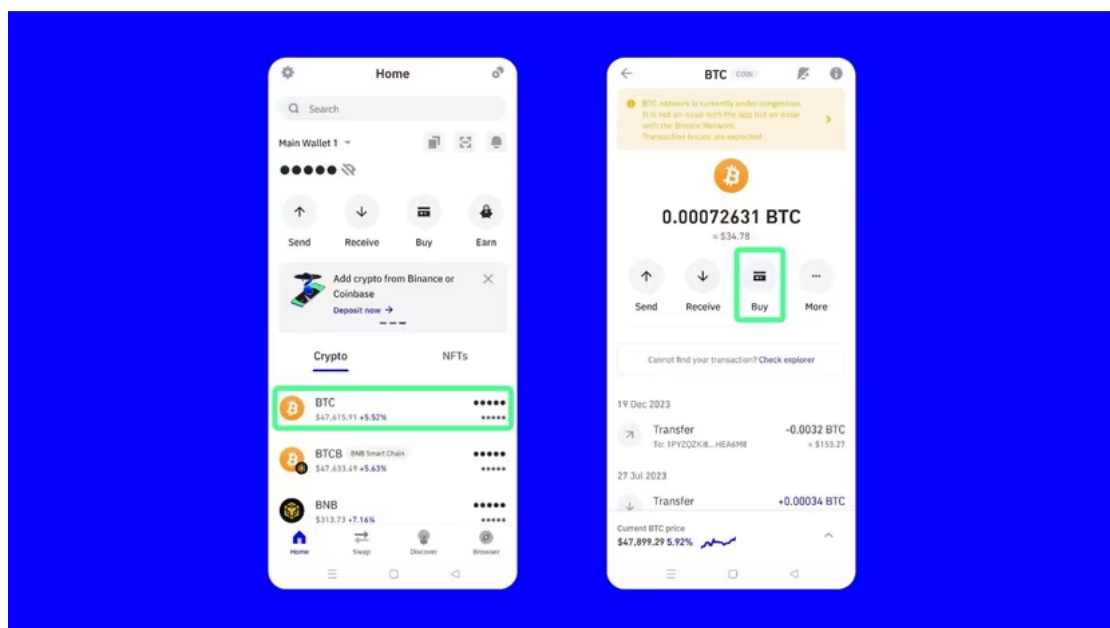 Home
Search
Main Wallet 1
Send Receive Buy Earn
Add crypto from Binance or
Coinbase
Deposit now →
Crypto NFTs
BTC
$47,615.91 +5.52%
BTCB BNB Smart Chain
$47,633.49 +5.63%
BNB
$313.73 +7.16%
Home Swap Discover Browser
BTC COIN
BTC network is currently under congestion.
It is not an issue with the app but an issue
with the Bitcoin Network.
Transaction issues are expected.
0.00072631 BTC
≈ $34.78
Send Receive Buy More
Cannot find your transaction? Check explorer
19 Dec 2023
Transfer -0.0032 BTC
≈ $153.27
27 Jul 2023
Transfer +0.00034 BTC
Current BTC price
$47,899.29 5.92%